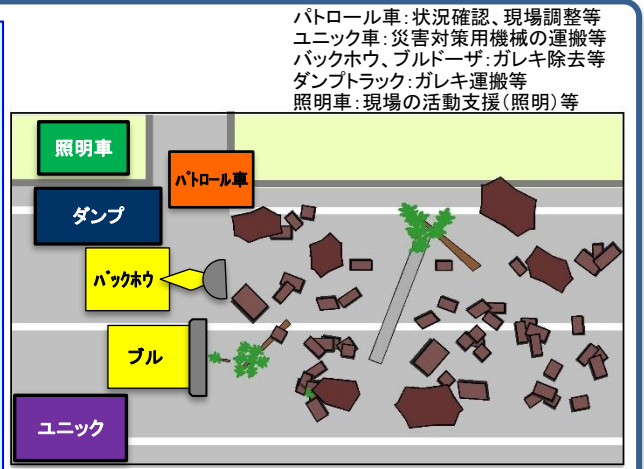 パトロール車:状況確認、現場調整等
ユニック車:災害対策用機械の運搬等
バックホウ、ブルドーザ:ガレキ除去等
ダンプトラック:ガレキ運搬等
照明車:現場の活動支援(照明)等
照明車
パトロール車
ダンプ
バックホウ
ブル
ユニック